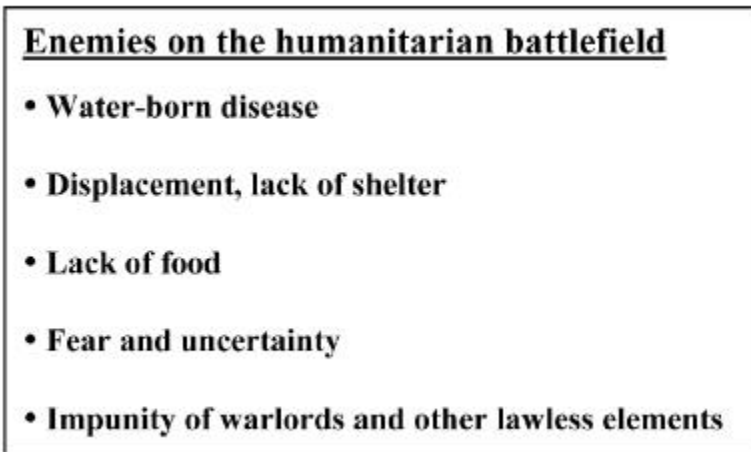 Enemies on the humanitarian battlefield
• Water-born disease
• Displacement, lack of shelter
• Lack of food
• Fear and uncertainty
• Impunity of warlords and other lawless elements